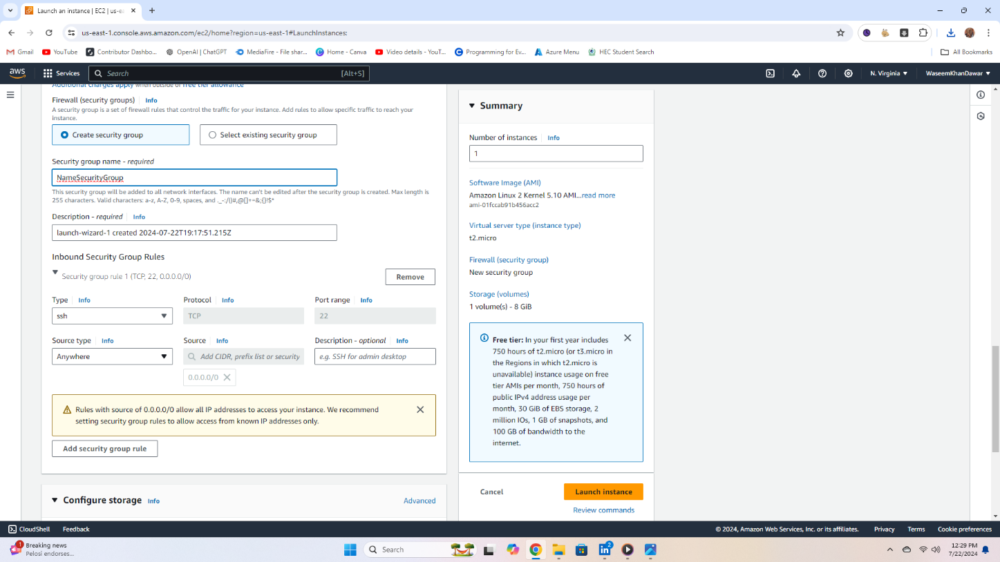 Launch an instance | EC2 | us-ea
us-east-1.console.aws.amazon.com/ec2/home?region=us-east-1#LaunchInstances:
Gmail
YouTube
Contributor Dashbo...
OpenAI | ChatGPT
MediaFire - File shar...
Home - Canva
Video details - YouT...
Programming for Ev...
Azure Menu
HEC Student Search
All Bookmarks
aws
Services
Search
[Alt+S]
N. Virginia
WaseemKhanDawar
Additional charges apply when outside of free tier allowance
Firewall (security groups)
Info
A security group is a set of firewall rules that control the traffic for your instance. Add rules to allow specific traffic to reach your
instance.
Create security group
Select existing security group
Security group name - required
NameSecurityGroup
This security group will be added to all network interfaces. The name can't be edited after the security group is created. Max length is
255 characters. Valid characters: a-z, A-Z, 0-9, spaces, and ._-:/()#,@[]+=&;{}!$*
Description - required
Info
launch-wizard-1 created 2024-07-22T19:17:51.215Z
Inbound Security Group Rules
Security group rule 1 (TCP, 22, 0.0.0.0/0)
Remove
Type
Info
Protocol
Info
Port range
Info
ssh
TCP
22
Source type
Info
Source
Info
Description - optional
Info
Anywhere
Add CIDR, prefix list or security
e.g. SSH for admin desktop
0.0.0.0/0
Rules with source of 0.0.0.0/0 allow all IP addresses to access your instance. We recommend
setting security group rules to allow access from known IP addresses only.
Add security group rule
Configure storage
Info
Advanced
Summary
Number of instances
Info
1
Software Image (AMI)
Amazon Linux 2 Kernel 5.10 AMI...read more
ami-01fccab91b456acc2
Virtual server type (instance type)
t2.micro
Firewall (security group)
New security group
Storage (volumes)
1 volume(s) - 8 GiB
Free tier: In your first year includes
750 hours of t2.micro (or t3.micro in
the Regions in which t2.micro is
unavailable) instance usage on free
tier AMIs per month, 750 hours of
public IPv4 address usage per
month, 30 GiB of EBS storage, 2
million IOs, 1 GB of snapshots, and
100 GB of bandwidth to the
internet.
Cancel
Launch instance
Review commands
CloudShell
Feedback
© 2024, Amazon Web Services, Inc. or its affiliates.
Privacy
Terms
Cookie preferences
1
Breaking news
Pelosi endorses...
Search
2
12:29 PM
7/22/2024